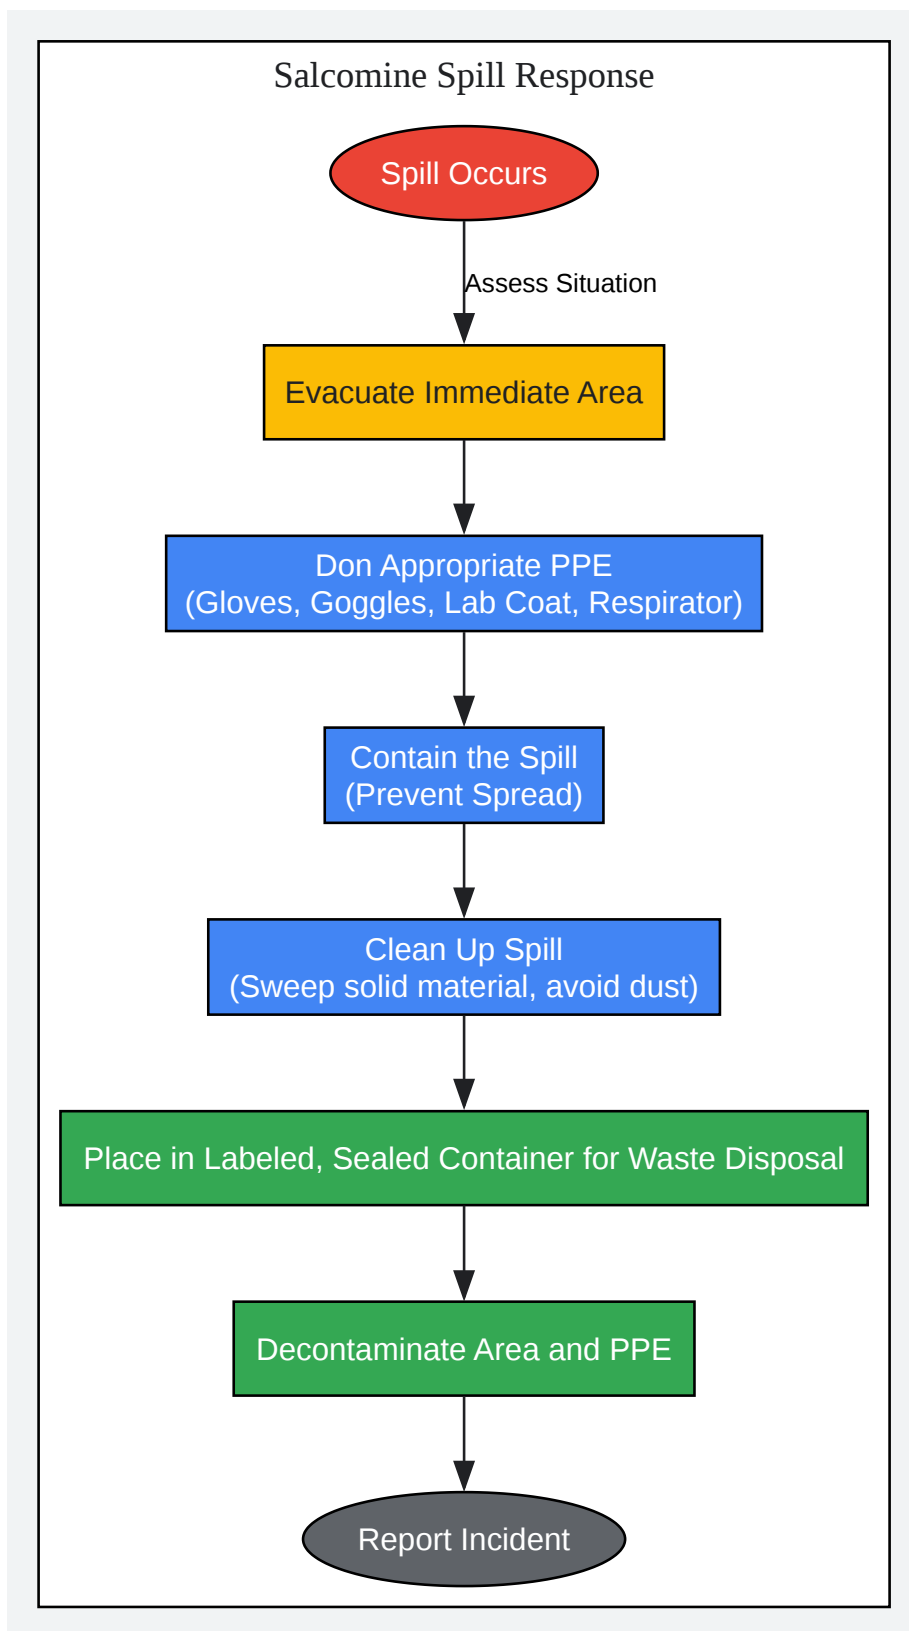 Salcomine Spill Response
Spill Occurs
Assess Situation
Evacuate Immediate Area
Don Appropriate PPE
(Gloves, Goggles, Lab Coat, Respirator)
Contain the Spill
(Prevent Spread)
Clean Up Spill
(Sweep solid material, avoid dust)
Place in Labeled, Sealed Container for Waste Disposal
Decontaminate Area and PPE
Report Incident